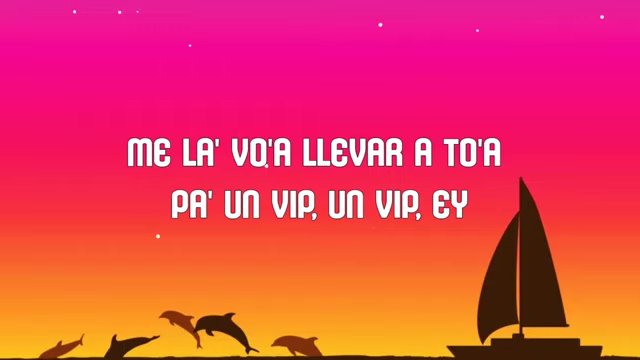 ME LA' VO'A LLEVAR A TO'A
PA' UN VIP, UN VIP, EY